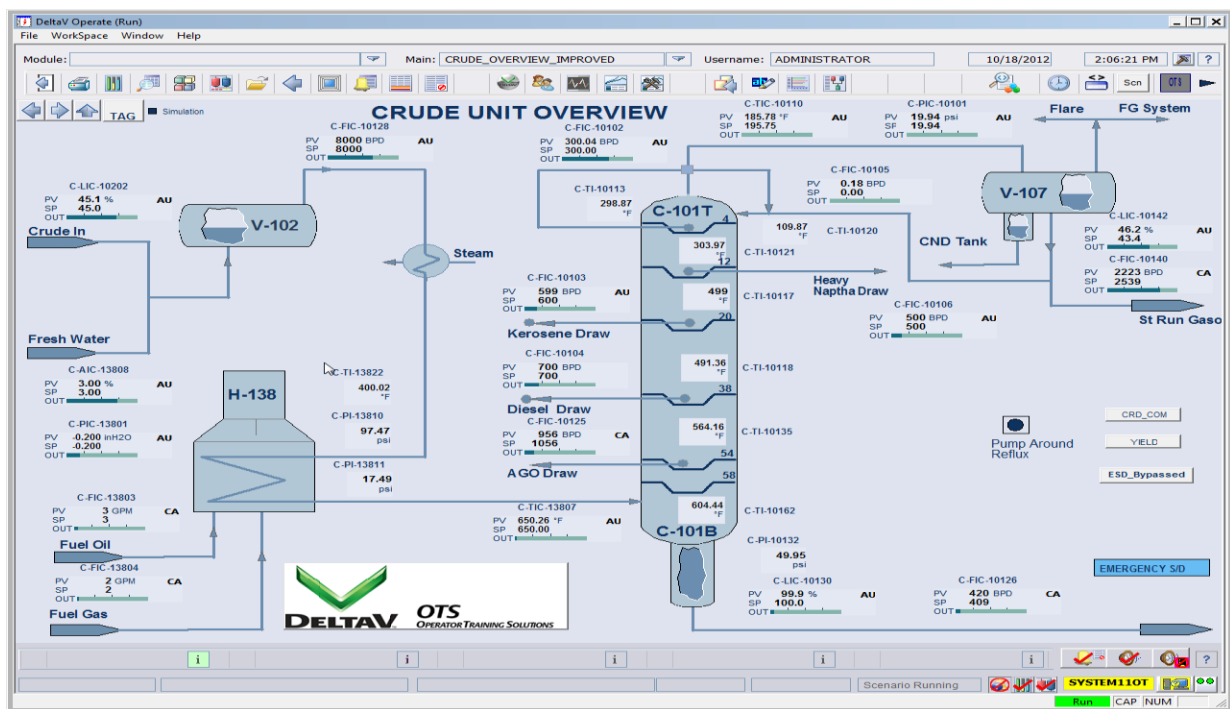 DeltaV Operate (Run)
File WorkSpace Window Help
Module: Main: CRUDE_OVERVIEW_IMPROVED Username: ADMINISTRATOR 10/18/2012 2:06:21 PM ?
Scn
TAG Simulation
CRUDE UNIT OVERVIEW
C-FIC-10128
PV 8000 BPD AU
SP 8000
OUT
C-FIC-10102
PV 300.04 BPD AU
SP 300.00
OUT
C-TIC-10110
PV 185.78 °F AU
SP 195.75
OUT
C-PIC-10101
PV 19.94 psi AU
SP 19.94
OUT
Flare
FG System
C-LIC-10202
PV 45.1 % AU
SP 45.0
OUT
Crude In
V-102
Steam
C-TI-10113
298.87
°F
C-101T
4
C-FIC-10105
PV 0.18 BPD
SP 0.00
OUT
V-107
109.87
°F
C-TI-10120
CND Tank
C-LIC-10142
PV 46.2 % AU
SP 43.4
OUT
C-FIC-10140
PV 2223 BPD CA
SP 2539
OUT
St Run Gaso
303.97
°F
C-TI-10121
12
Heavy
Naptha Draw
C-FIC-10103
PV 599 BPD AU
SP 600
OUT
Kerosene Draw
499
°F
C-TI-10117
20
C-FIC-10106
PV 500 BPD AU
SP 500
OUT
Fresh Water
C-AIC-13808
PV 3.00 % AU
SP 3.00
OUT
H-138
C-TI-13822
400.02
°F
C-FIC-10104
PV 700 BPD
SP 700
OUT
Diesel Draw
491.36
°F
C-TI-10118
38
C-PIC-13801
PV -0.200 inH2O AU
SP -0.200
OUT
C-PI-13810
97.47
psi
C-FIC-10125
PV 956 BPD CA
SP 1056
OUT
AGO Draw
564.16
°F
C-TI-10135
54
58
Pump Around
Reflux
CRD_COM
YIELD
ESD_Bypassed
C-PI-13811
17.49
psi
C-FIC-13803
PV 3 GPM CA
SP 3
OUT
Fuel Oil
C-TIC-13807
PV 650.26 °F AU
SP 650.00
OUT
604.44
°F
C-TI-10162
C-101B
C-PI-10132
49.95
psi
C-FIC-13804
PV 2 GPM CA
SP 2
OUT
Fuel Gas
DELTAV OTS
OPERATOR TRAINING SOLUTIONS
C-LIC-10130
PV 99.9 % AU
SP 100.0
OUT
C-FIC-10126
PV 420 BPD CA
SP 409
OUT
EMERGENCY S/D
i i i i i ?
Scenario Running SYSTEM11OT
Run CAP NUM